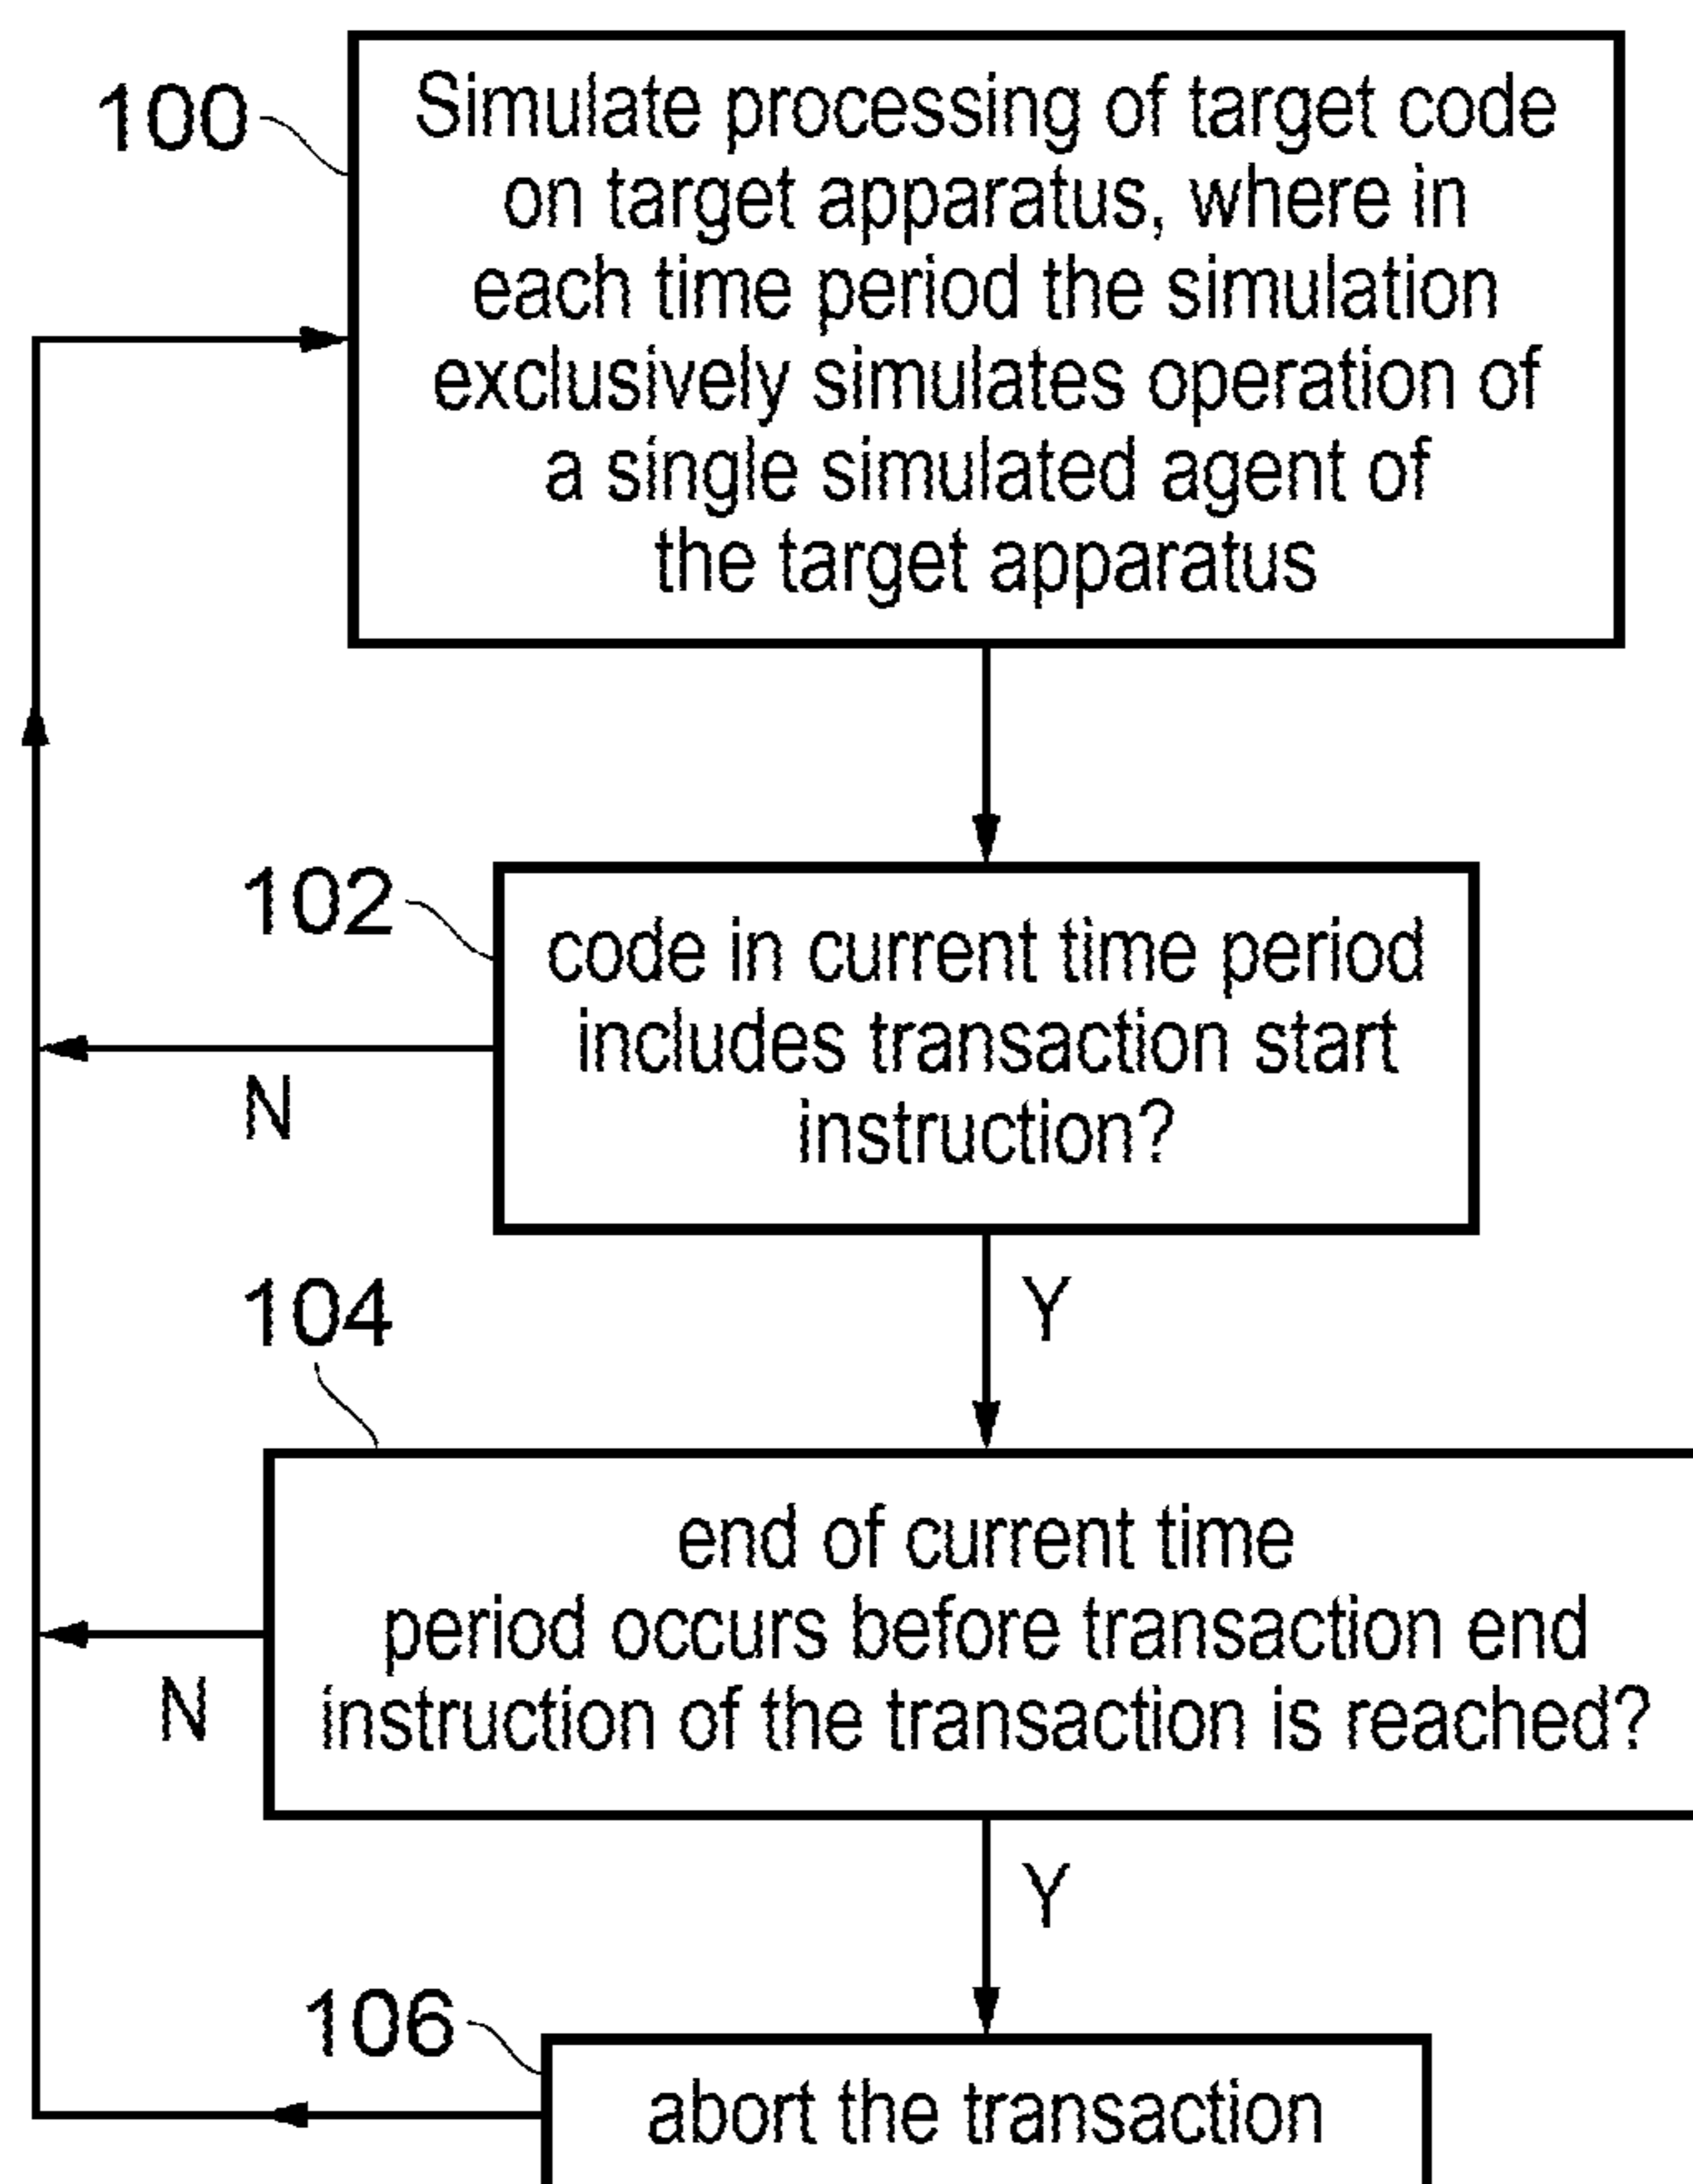 100
Simulate processing of target code
on target apparatus, where in
each time period the simulation
exclusively simulates operation of
a single simulated agent of
the target apparatus
102
code in current time period
includes transaction start
instruction?
N
Y
104
end of current time
period occurs before transaction end
instruction of the transaction is reached?
N
Y
106
abort the transaction